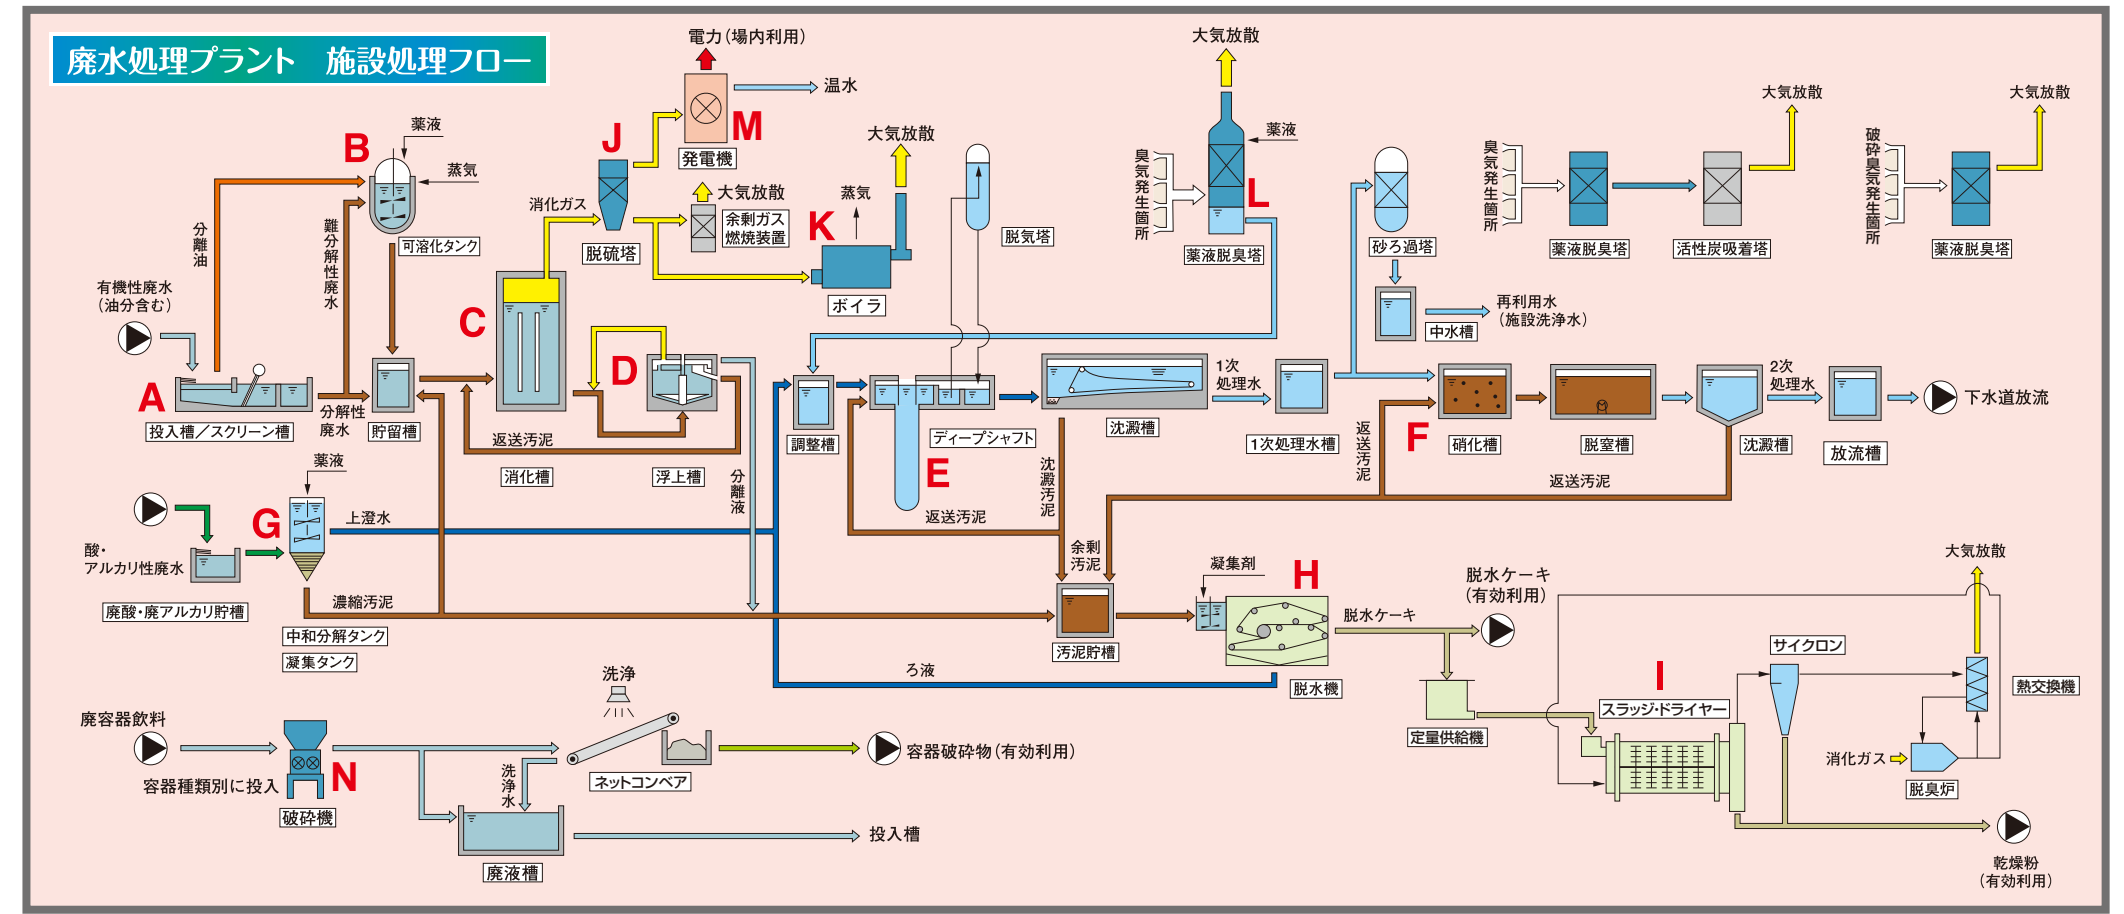 廃水処理プラント　施設処理フロー
電力（場内利用）
温水
M
発電機
J
脱硫塔
消化ガス
大気放散
余剰ガス
燃焼装置
大気放散
蒸気
K
ボイラ
脱気塔
大気放散
薬液
臭気発生箇所
L
薬液脱臭塔
砂ろ過塔
中水槽
再利用水
（施設洗浄水）
臭気発生箇所
薬液脱臭塔
活性炭吸着塔
大気放散
破砕臭気発生箇所
薬液脱臭塔
大気放散
B
薬液
蒸気
可溶化タンク
分離油
難分解性廃水
有機性廃水
（油分含む）
A
投入槽／スクリーン槽
分解性
廃水
貯留槽
C
消化槽
返送汚泥
D
浮上槽
分離液
調整槽
ディープシャフト
E
返送汚泥
沈澱槽
沈澱汚泥
1次
処理水
1次処理水槽
返送汚泥
F
硝化槽
脱窒槽
2次
処理水
沈澱槽
返送汚泥
放流槽
下水道放流
薬液
G
上澄水
酸・
アルカリ性廃水
廃酸・廃アルカリ貯槽
濃縮汚泥
中和分解タンク
凝集タンク
余剰
汚泥
汚泥貯槽
凝集剤
H
脱水機
ろ液
脱水ケーキ
脱水ケーキ
（有効利用）
定量供給機
I
スラッジ・ドライヤー
サイクロン
大気放散
熱交換機
消化ガス
脱臭炉
乾燥粉
（有効利用）
廃容器飲料
容器種類別に投入
N
破砕機
洗浄
ネットコンベア
洗浄水
廃液槽
容器破砕物（有効利用）
投入槽